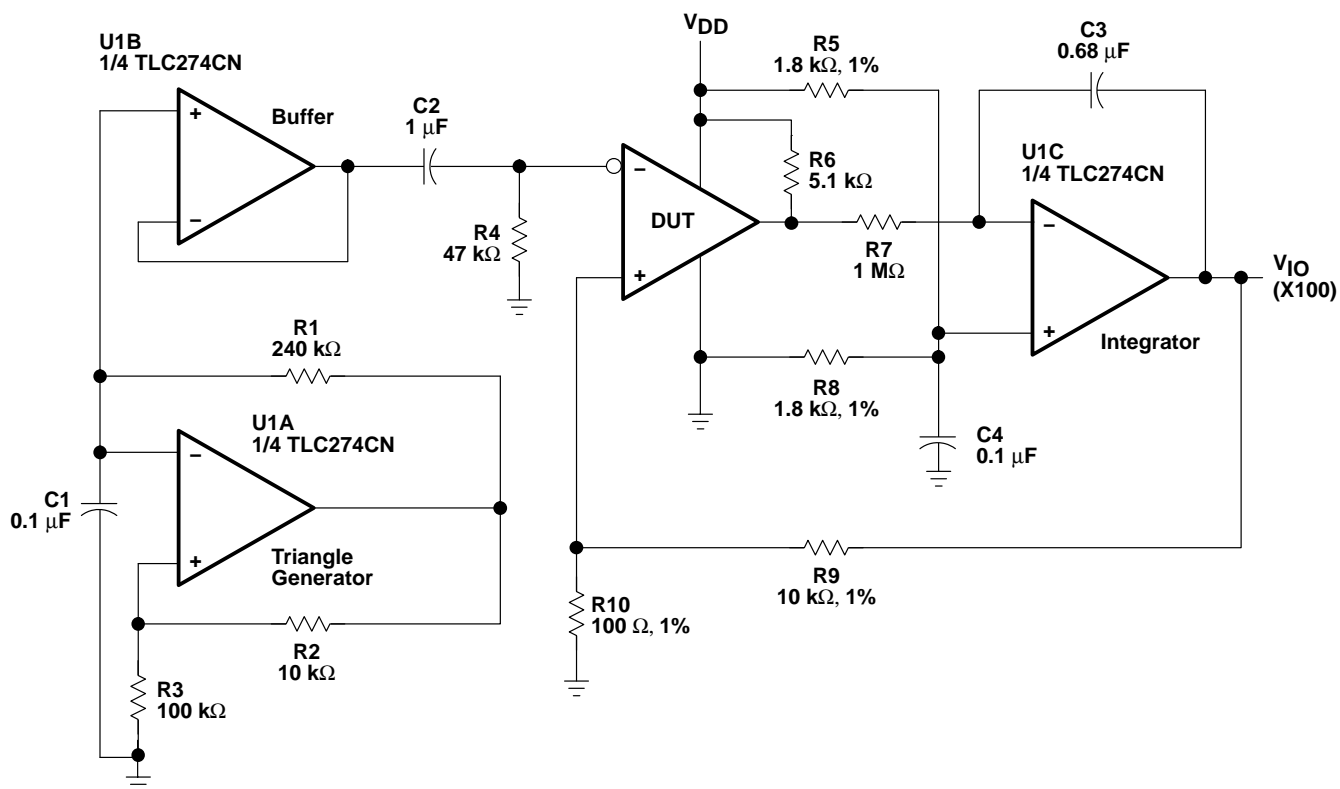 U1B
1/4 TLC274CN
Buffer
+
−
C2
1 μF
R4
47 kΩ
VDD
R5
1.8 kΩ, 1%
R6
5.1 kΩ
−
DUT
+
R7
1 MΩ
C3
0.68 μF
U1C
1/4 TLC274CN
−
+
Integrator
VIO
(X100)
R8
1.8 kΩ, 1%
C4
0.1 μF
R1
240 kΩ
U1A
1/4 TLC274CN
−
+
Triangle
Generator
C1
0.1 μF
R2
10 kΩ
R3
100 kΩ
R9
10 kΩ, 1%
R10
100 Ω, 1%